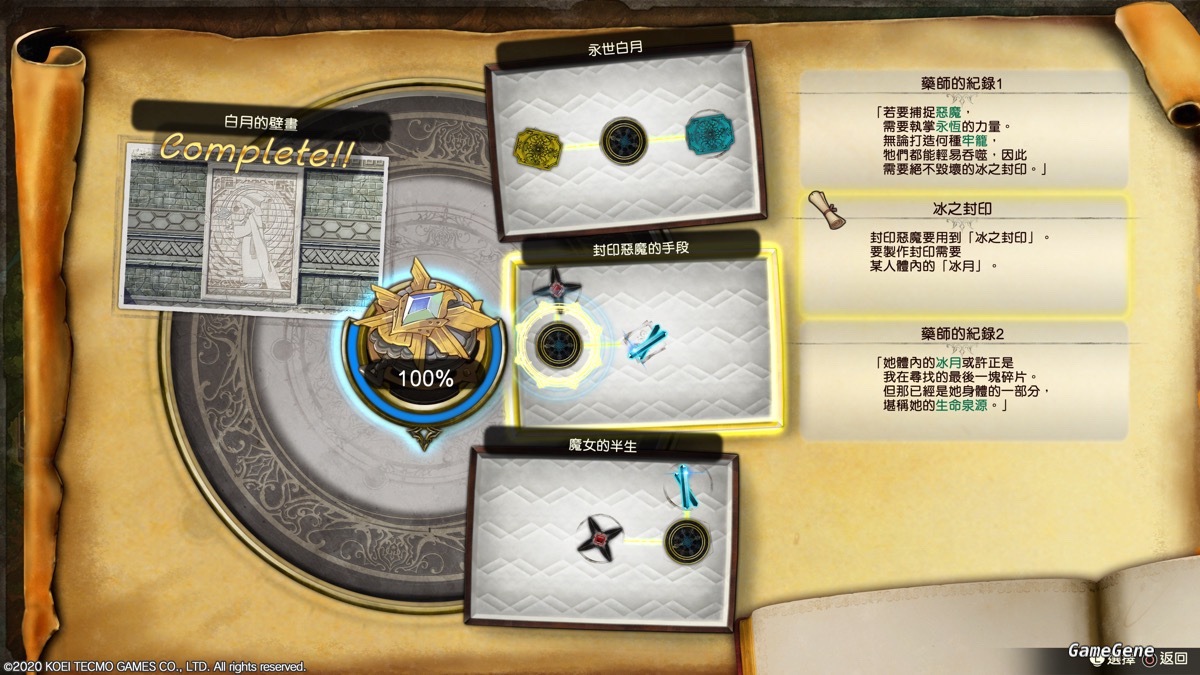 白月的壁畫
Complete!!
100%
永世白月
封印惡魔的手段
魔女的半生
藥師的紀錄1
「若要捕捉惡魔，
需要執掌永恆的力量。
無論打造何種牢籠，
牠們都能輕易吞噬，因此
需要絕不毀壞的冰之封印。」
冰之封印
封印惡魔要用到「冰之封印」。
要製作封印需要
某人體內的「冰月」。
藥師的紀錄2
「她體內的冰月或許正是
我在尋找的最後一塊碎片。
但那已經是她身體的一部分，
堪稱她的生命泉源。」
©2020 KOEI TECMO GAMES CO., LTD. All rights reserved.
GameGene
L 選擇 返回